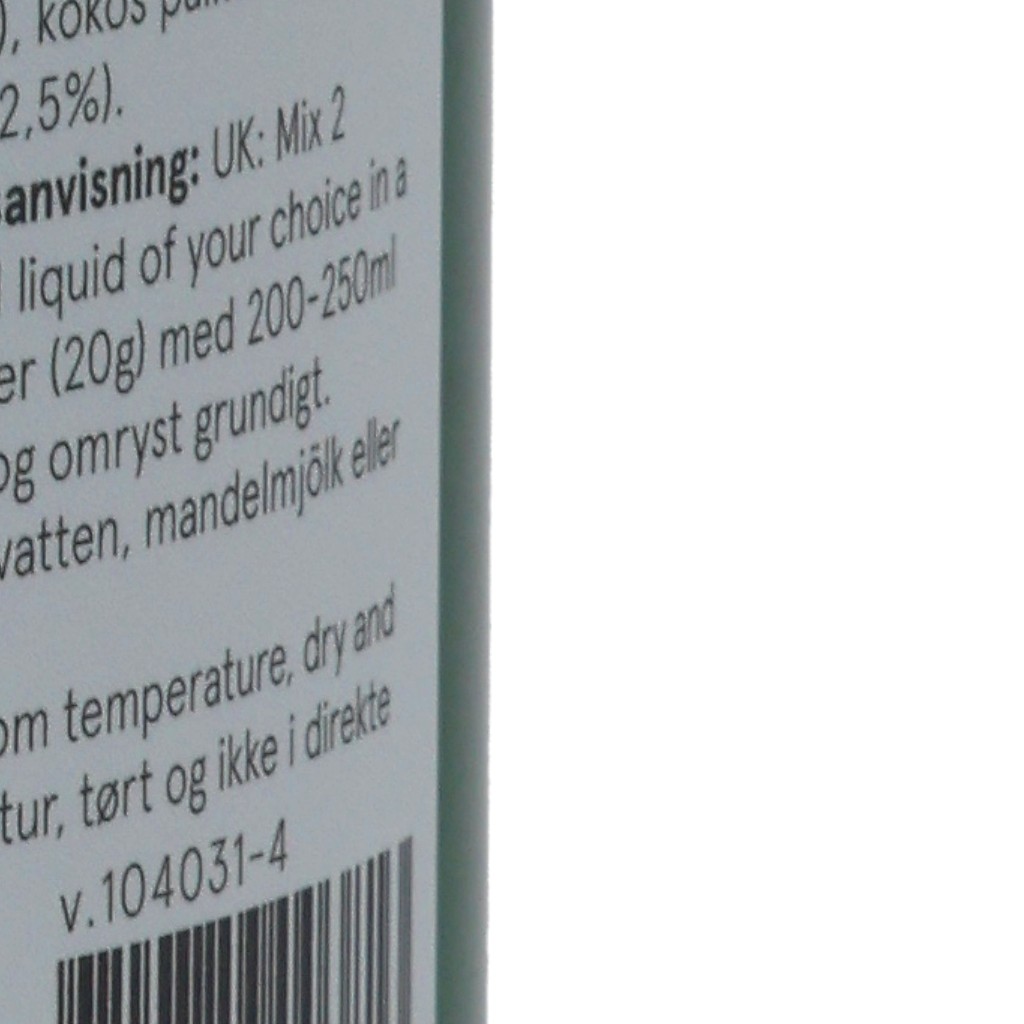 ), kokos
2,5%).
anvisning: UK: Mix 2
liquid of your choice in a
er (20g) med 200-250ml
og omryst grundigt.
vatten, mandelmjölk eller
om temperature, dry and
tur, tørt og ikke i direkte
v.104031-4